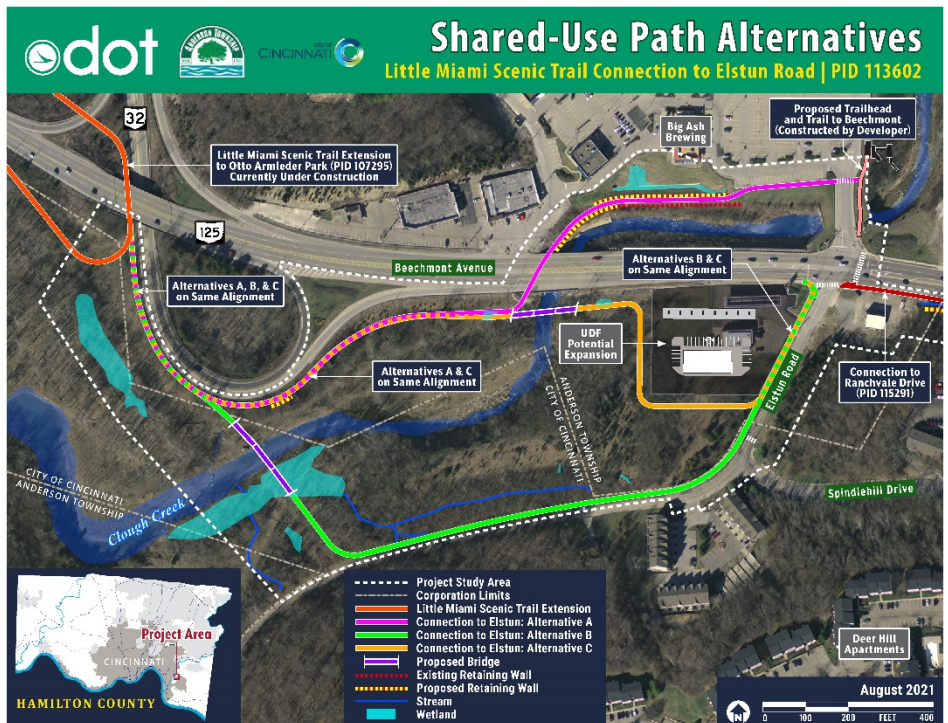 dot
ANDERSON TOWNSHIP
city of
CINCINNATI
Shared-Use Path Alternatives
Little Miami Scenic Trail Connection to Elstun Road | PID 113602
32
Little Miami Scenic Trail Extension
to Otto Armleder Park (PID 107295)
Currently Under Construction
Big Ash
Brewing
Proposed Trailhead
and Trail to Beechmont
(Constructed by Developer)
125
Beechmont Avenue
Alternatives B & C
on Same Alignment
Alternatives A, B, & C
on Same Alignment
UDF
Potential
Expansion
Alternatives A & C
on Same Alignment
Elstun Road
Connection to
Ranchvale Drive
(PID 115291)
ANDERSON TOWNSHIP
CITY OF CINCINNATI
CITY OF CINCINNATI
ANDERSON TOWNSHIP
Clough Creek
Spindlehill Drive
Project Study Area
Corporation Limits
Little Miami Scenic Trail Extension
Connection to Elstun: Alternative A
Connection to Elstun: Alternative B
Connection to Elstun: Alternative C
Proposed Bridge
Existing Retaining Wall
Proposed Retaining Wall
Stream
Wetland
Project Area
CINCINNATI
HAMILTON COUNTY
Deer Hill
Apartments
August 2021
N
0 100 200 FEET 400